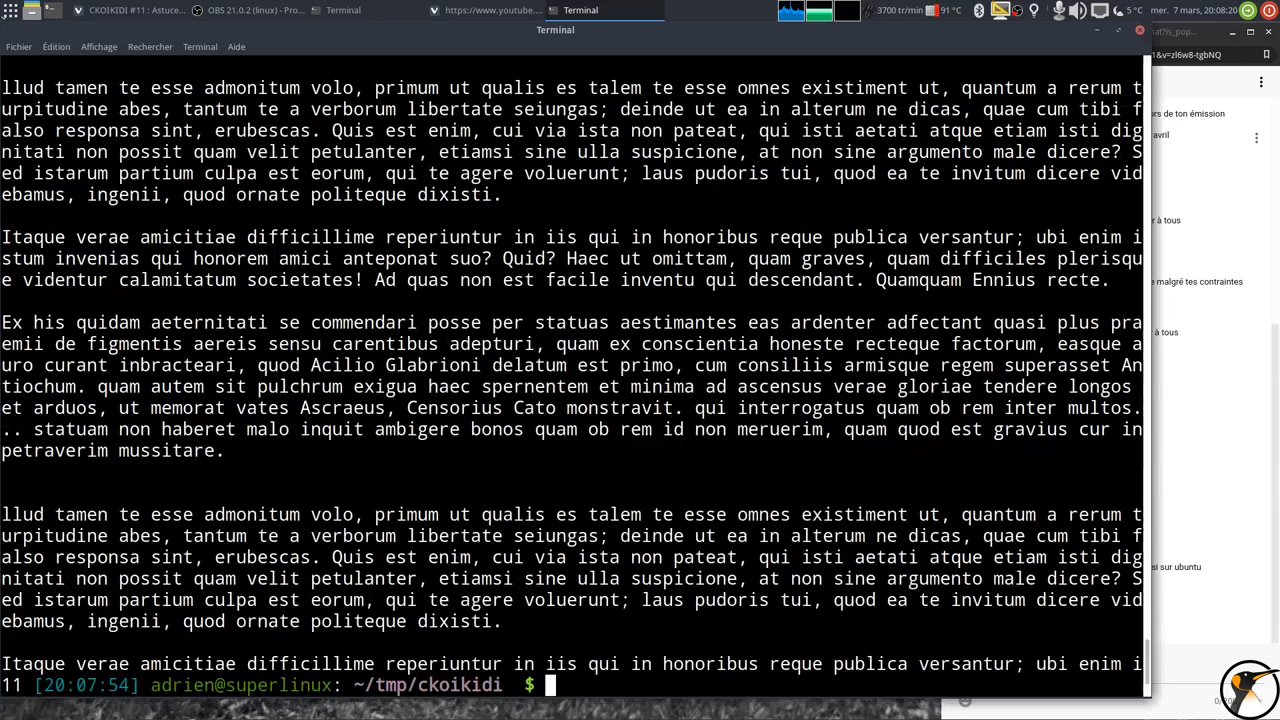 CKOIKIDI #11 : Astuce...
OBS 21.0.2 (linux) - Pro...
Terminal
https://www.youtube....
Terminal
3700 tr/min
91 °C
5 °C
mer. 7 mars, 20:08:20
Terminal
Fichier Édition Affichage Rechercher Terminal Aide
llud tamen te esse admonitum volo, primum ut qualis es talem te esse omnes existiment ut, quantum a rerum t
urpitudine abes, tantum te a verborum libertate seiungas; deinde ut ea in alterum ne dicas, quae cum tibi f
also responsa sint, erubescas. Quis est enim, cui via ista non pateat, qui isti aetati atque etiam isti dig
nitati non possit quam velit petulanter, etiamsi sine ulla suspicione, at non sine argumento male dicere? S
ed istarum partium culpa est eorum, qui te agere voluerunt; laus pudoris tui, quod ea te invitum dicere vid
ebamus, ingenii, quod ornate politeque dixisti.
Itaque verae amicitiae difficillime reperiuntur in iis qui in honoribus reque publica versantur; ubi enim i
stum invenias qui honorem amici anteponat suo? Quid? Haec ut omittam, quam graves, quam difficiles plerisqu
e videntur calamitatum societates! Ad quas non est facile inventu qui descendant. Quamquam Ennius recte.
Ex his quidam aeternitati se commendari posse per statuas aestimantes eas ardenter adfectant quasi plus pra
emii de figmentis aereis sensu carentibus adepturi, quam ex conscientia honeste recteque factorum, easque a
uro curant inbracteari, quod Acilio Glabrioni delatum est primo, cum consiliis armisque regem superasset An
tiochum. quam autem sit pulchrum exigua haec spernentem et minima ad ascensus verae gloriae tendere longos
et arduos, ut memorat vates Ascraeus, Censorius Cato monstravit. qui interrogatus quam ob rem inter multos.
.. statuam non haberet malo inquit ambigere bonos quam ob rem id non meruerim, quam quod est gravius cur in
petraverim mussitare.
llud tamen te esse admonitum volo, primum ut qualis es talem te esse omnes existiment ut, quantum a rerum t
urpitudine abes, tantum te a verborum libertate seiungas; deinde ut ea in alterum ne dicas, quae cum tibi f
also responsa sint, erubescas. Quis est enim, cui via ista non pateat, qui isti aetati atque etiam isti dig
nitati non possit quam velit petulanter, etiamsi sine ulla suspicione, at non sine argumento male dicere? S
ed istarum partium culpa est eorum, qui te agere voluerunt; laus pudoris tui, quod ea te invitum dicere vid
ebamus, ingenii, quod ornate politeque dixisti.
Itaque verae amicitiae difficillime reperiuntur in iis qui in honoribus reque publica versantur; ubi enim i
11 [20:07:54] adrien@superlinux: ~/tmp/ckoikidi $
nat?is_pop...
1&v=zl6w8-tgbNQ
ors de ton émission
avril
r à tous
e malgré tes contraintes
à tous
si sur ubuntu